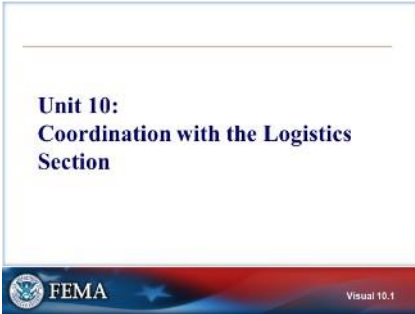 Unit 10:
Coordination with the Logistics
Section
FEMA
Visual 10.1